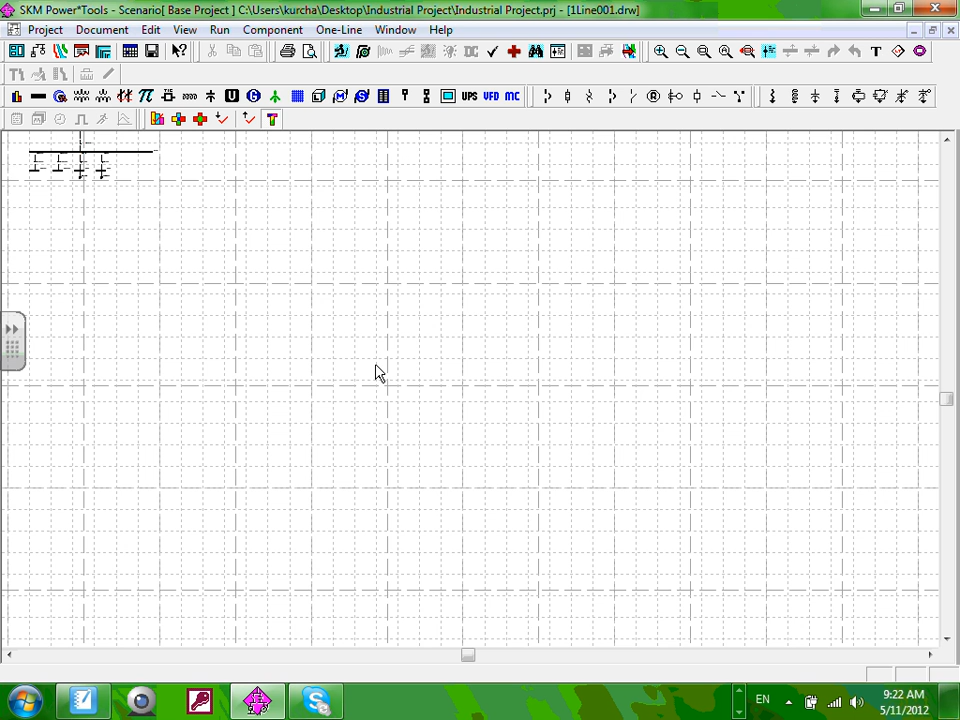 SKM Power*Tools - Scenario[ Base Project ] C:\Users\kurcha\Desktop\Industrial Project\Industrial Project.prj - [1Line001.drw]
Project Document Edit View Run Component One-Line Window Help
DC T
UPS VFD MC
EN
9:22 AM
5/11/2012